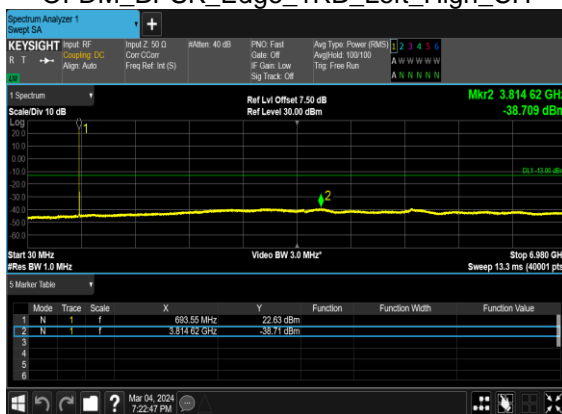 Spectrum Analyzer 1
Swept SA
+
KEYSIGHT Input: RF Input Z: 50 Ω #Atten: 40 dB PNO: Fast Avg Type: Power (RMS) 1 2 3 4 5 6
R T Coupling: DC Corr CCorr Gate: Off Avg|Hold: 100/100 A W W W W W
Align: Auto Freq Ref: Int (S) IF Gain: Low Trig: Free Run
LXI Sig Track: Off A N N N N N
1 Spectrum Ref Lvl Offset 7.50 dB Mkr2 3.814 62 GHz
Scale/Div 10 dB Ref Level 30.00 dBm -38.709 dBm
Log
20.0
10.0
0.00
-10.0
-20.0
-30.0
-40.0
-50.0
-60.0
1
DL1 -13.00 dBm
2
Start 30 MHz Video BW 3.0 MHz* Stop 6.980 GHz
#Res BW 1.0 MHz Sweep 13.3 ms (40001 pts)
5 Marker Table
Mode Trace Scale X Y Function Function Width Function Value
1 N 1 f 693.55 MHz 22.63 dBm
2 N 1 f 3.814 62 GHz -38.71 dBm
3
4
5
6
? Mar 04, 2024
7:22:47 PM